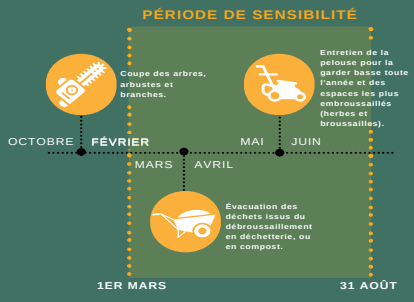 PÉRIODE DE SENSIBILITÉ
Coupe des arbres,
arbustes et
branches.
Entretien de la
pelouse pour la
garder basse toute
l'année et des
espaces les plus
embroussaillés
(herbes et
broussailles).
OCTOBRE
FÉVRIER
MAI
JUIN
MARS
AVRIL
Évacuation des
déchets issus du
débroussaillement
en déchetterie, ou
en compost.
1ER MARS
31 AOÛT